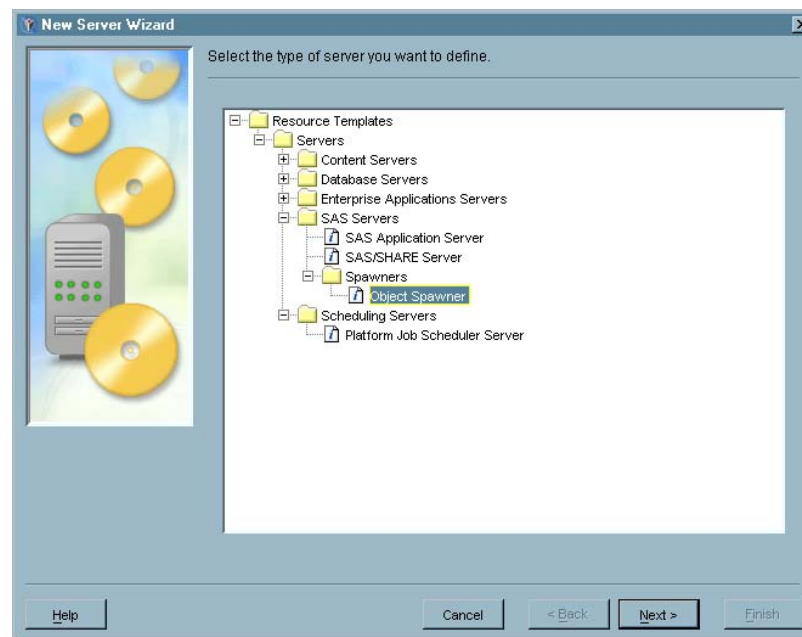 New Server Wizard
Select the type of server you want to define.
Resource Templates
Servers
Content Servers
Database Servers
Enterprise Applications Servers
SAS Servers
SAS Application Server
SAS/SHARE Server
Spawners
Object Spawner
Scheduling Servers
Platform Job Scheduler Server
Help Cancel < Back Next > Finish